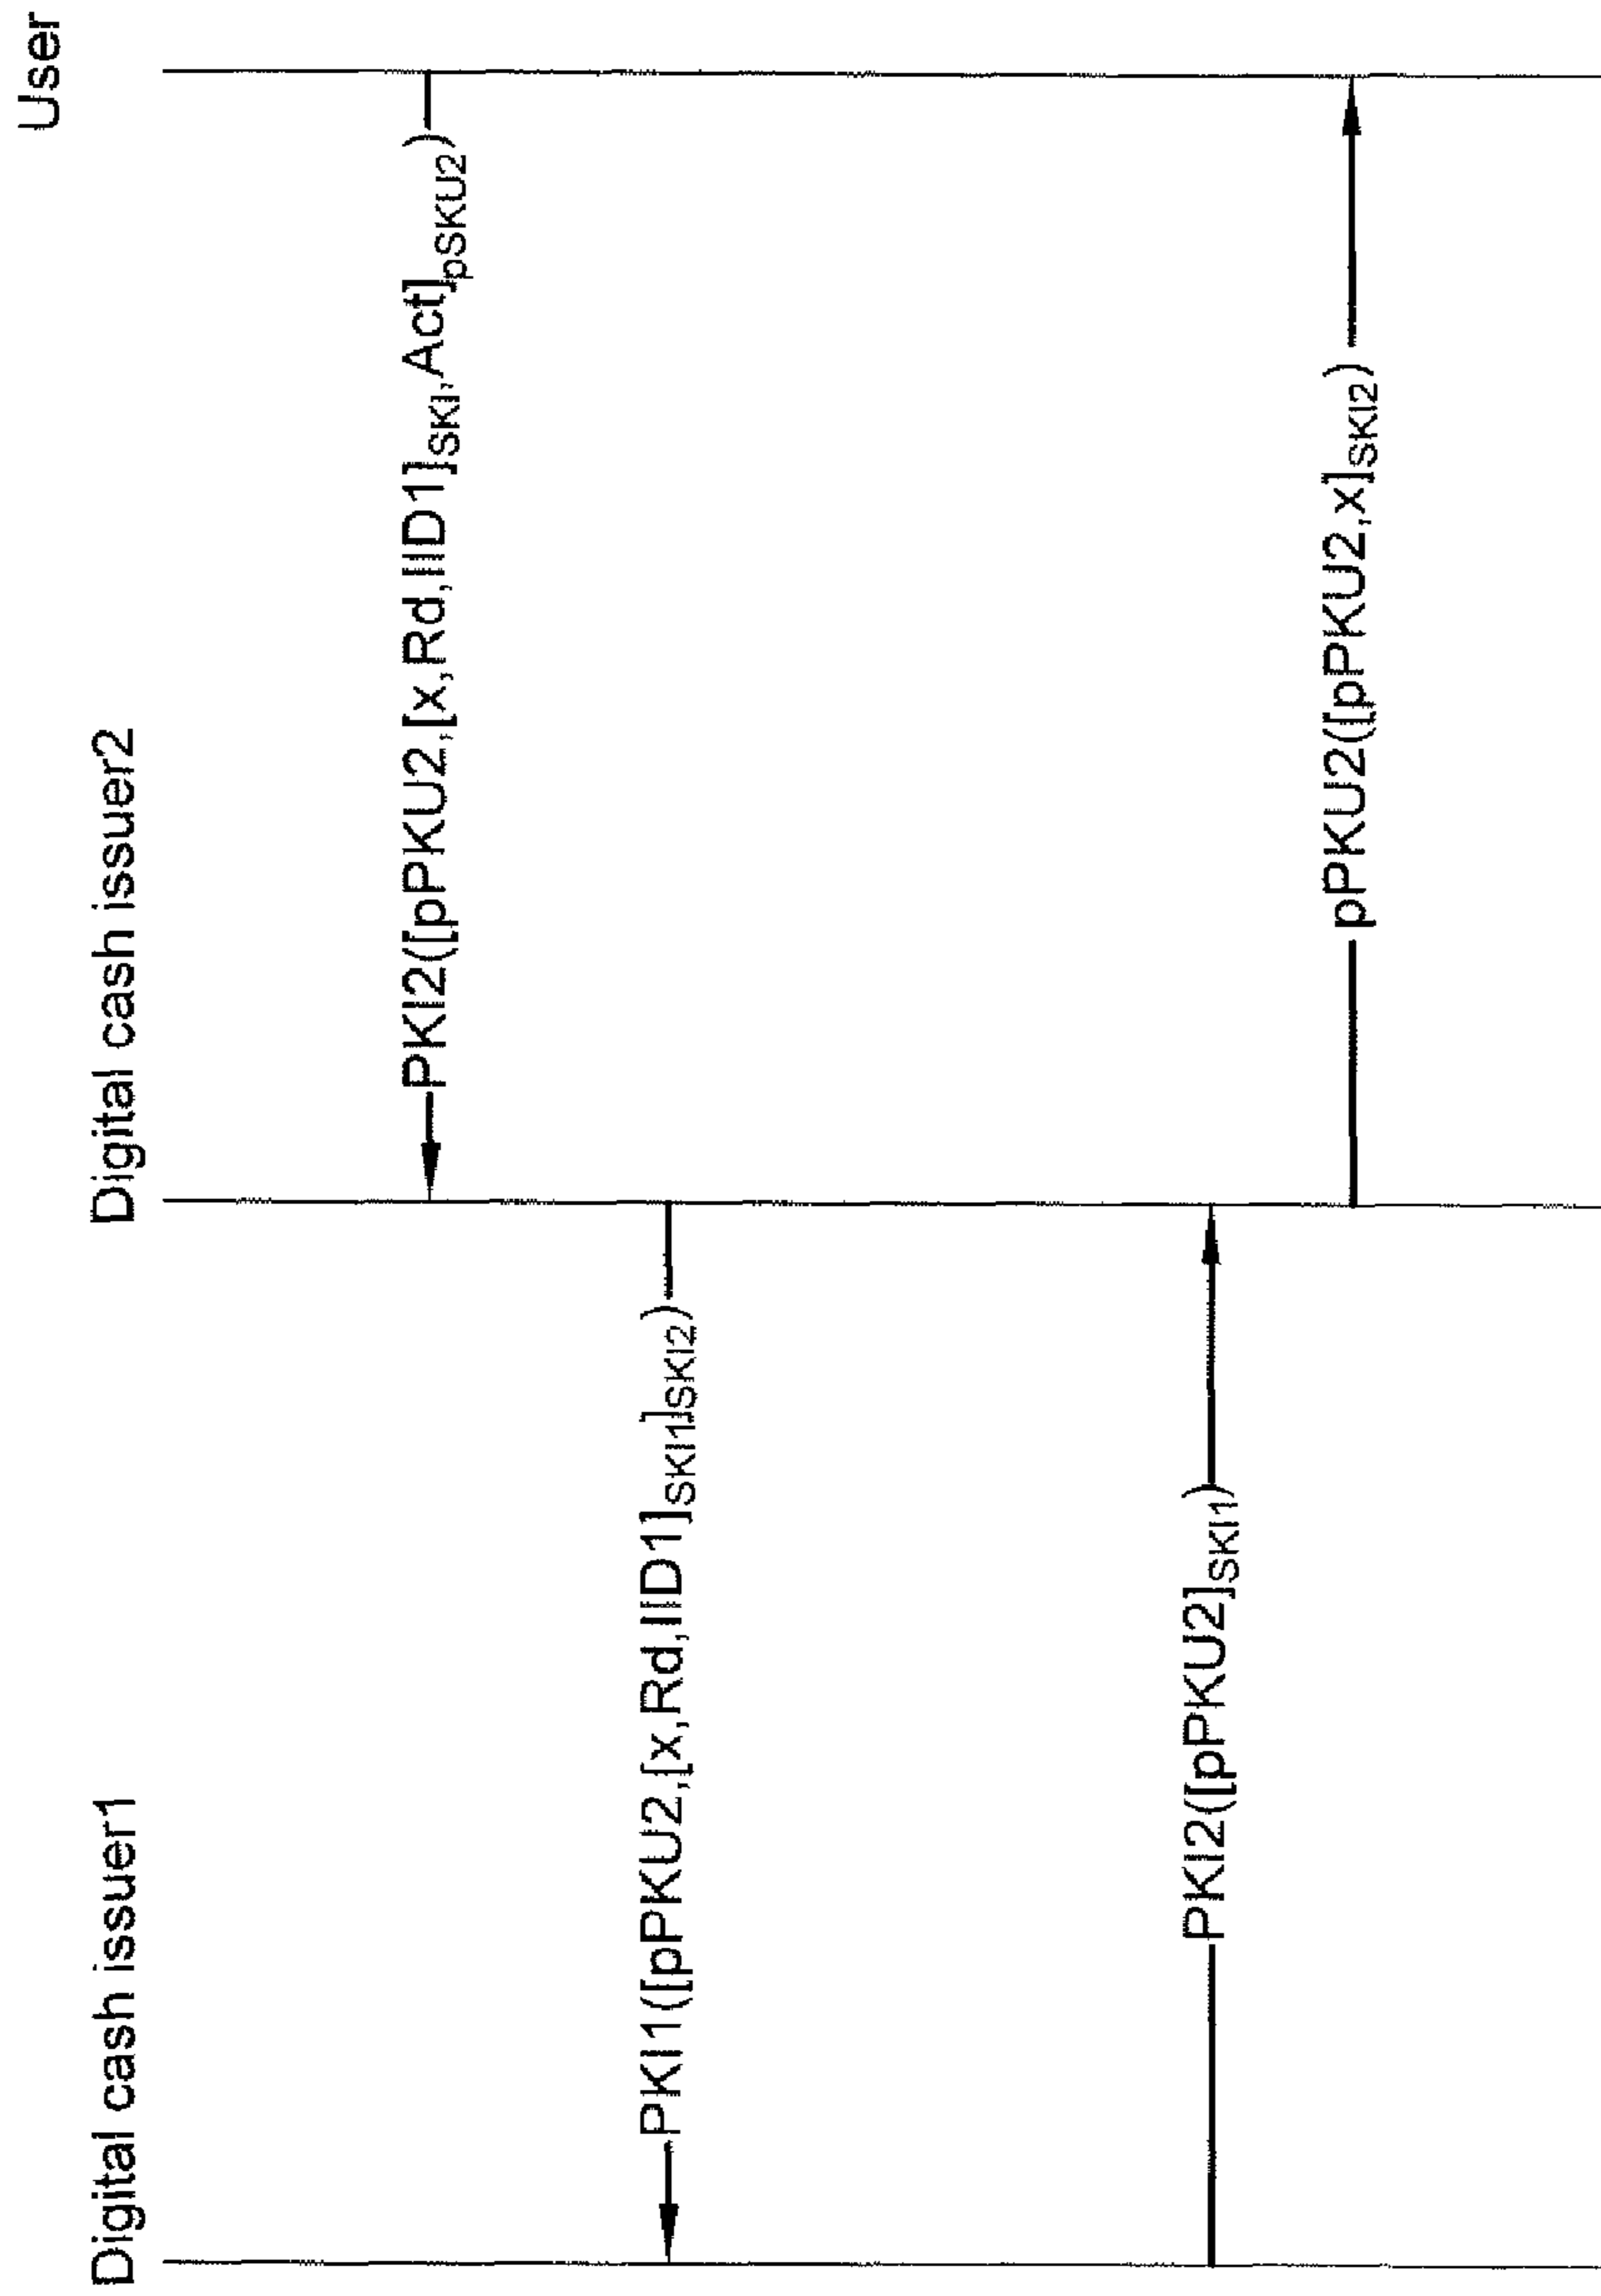 Digital cash issuer1
Digital cash issuer2
User
PKI2([pPKU2,[x,Rd,IID1]SKI,Act]pSKU2)
PKI1([pPKU2,[x,Rd,IID1]SKI1]SKI2)
PKI2([pPKU2]SKI1)
pPKU2([pPKU2,x]SKI2)